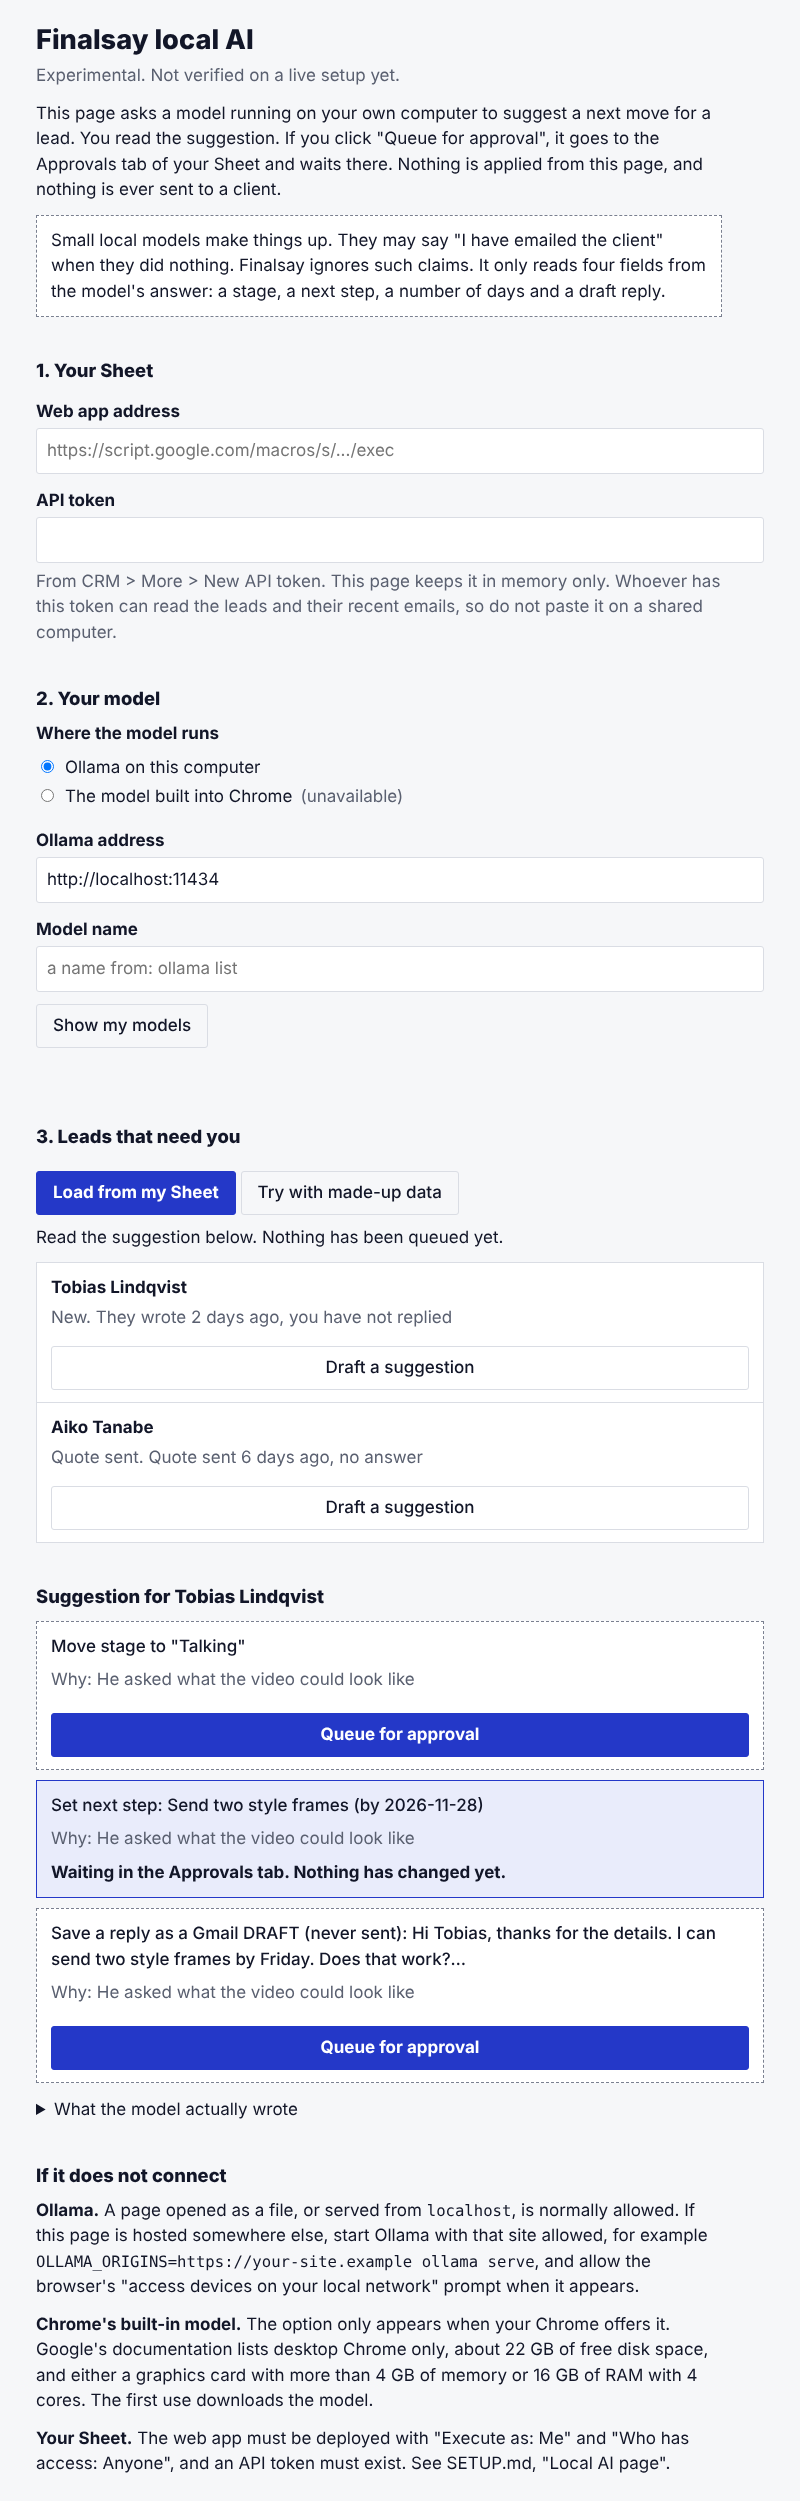 Finalsay local AI
Experimental. Not verified on a live setup yet.
This page asks a model running on your own computer to suggest a next move for a
lead. You read the suggestion. If you click "Queue for approval", it goes to the
Approvals tab of your Sheet and waits there. Nothing is applied from this page, and
nothing is ever sent to a client.
Small local models make things up. They may say "I have emailed the client"
when they did nothing. Finalsay ignores such claims. It only reads four fields from
the model's answer: a stage, a next step, a number of days and a draft reply.
1. Your Sheet
Web app address
https://script.google.com/macros/s/.../exec
API token
From CRM > More > New API token. This page keeps it in memory only. Whoever has
this token can read the leads and their recent emails, so do not paste it on a shared
computer.
2. Your model
Where the model runs
Ollama on this computer
The model built into Chrome (unavailable)
Ollama address
http://localhost:11434
Model name
a name from: ollama list
Show my models
3. Leads that need you
Load from my Sheet
Try with made-up data
Read the suggestion below. Nothing has been queued yet.
Tobias Lindqvist
New. They wrote 2 days ago, you have not replied
Draft a suggestion
Aiko Tanabe
Quote sent. Quote sent 6 days ago, no answer
Draft a suggestion
Suggestion for Tobias Lindqvist
Move stage to "Talking"
Why: He asked what the video could look like
Queue for approval
Set next step: Send two style frames (by 2026-11-28)
Why: He asked what the video could look like
Waiting in the Approvals tab. Nothing has changed yet.
Save a reply as a Gmail DRAFT (never sent): Hi Tobias, thanks for the details. I can
send two style frames by Friday. Does that work?...
Why: He asked what the video could look like
Queue for approval
What the model actually wrote
If it does not connect
Ollama. A page opened as a file, or served from localhost, is normally allowed. If
this page is hosted somewhere else, start Ollama with that site allowed, for example
OLLAMA_ORIGINS=https://your-site.example ollama serve, and allow the
browser's "access devices on your local network" prompt when it appears.
Chrome's built-in model. The option only appears when your Chrome offers it.
Google's documentation lists desktop Chrome only, about 22 GB of free disk space,
and either a graphics card with more than 4 GB of memory or 16 GB of RAM with 4
cores. The first use downloads the model.
Your Sheet. The web app must be deployed with "Execute as: Me" and "Who has
access: Anyone", and an API token must exist. See SETUP.md, "Local AI page".